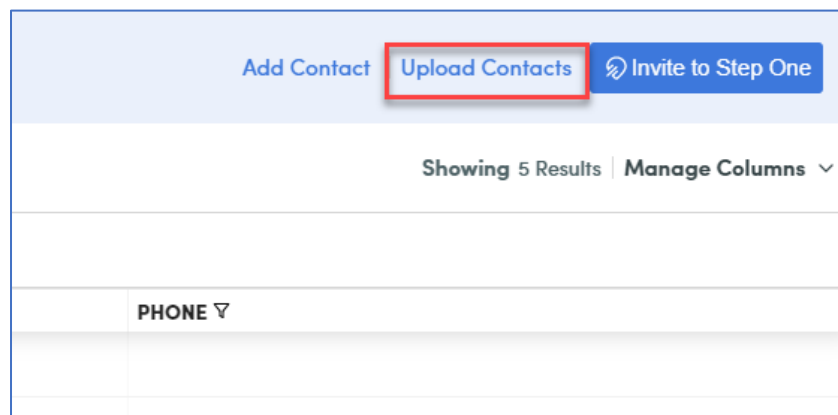 Add Contact Upload Contacts Invite to Step One
Showing 5 Results Manage Columns
PHONE